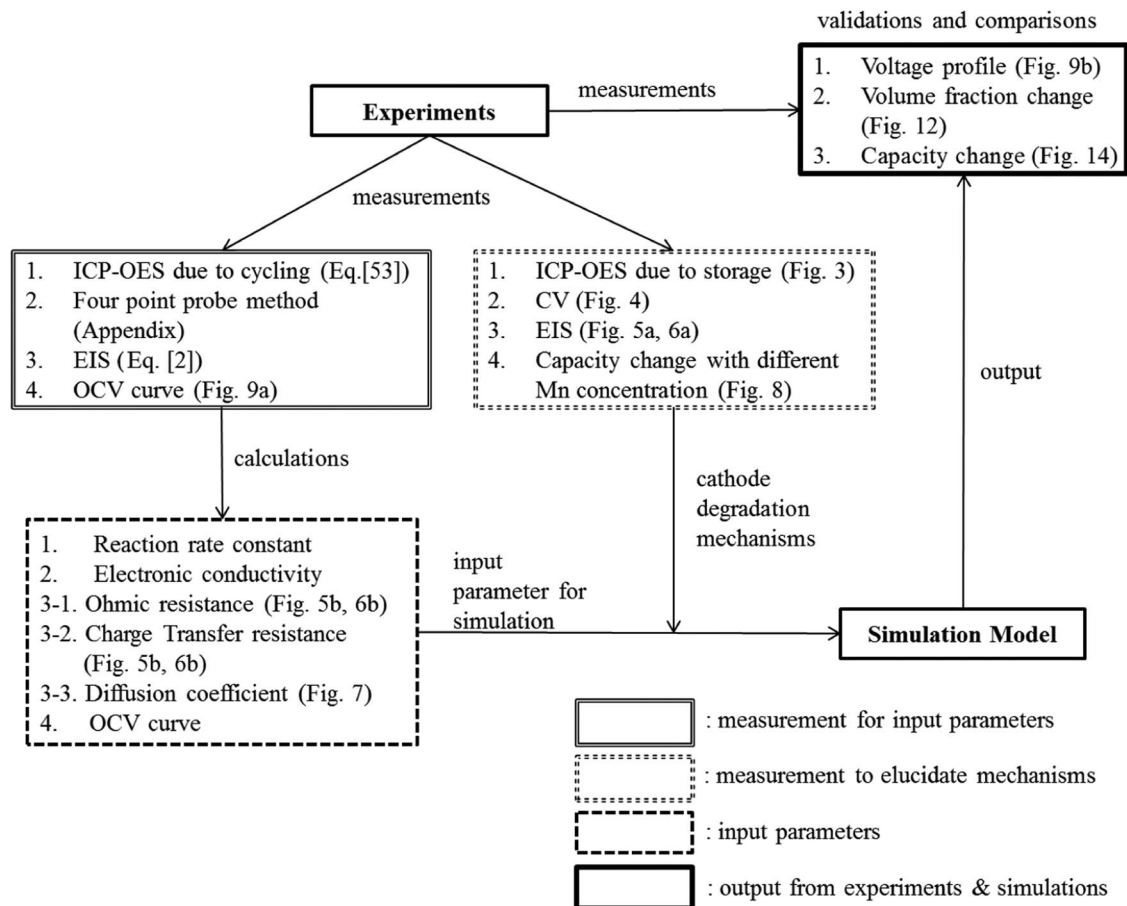 validations and comparisons
1. Voltage profile (Fig. 9b)
2. Volume fraction change
(Fig. 12)
3. Capacity change (Fig. 14)
measurements
Experiments
measurements
1. ICP-OES due to cycling (Eq.[53])
2. Four point probe method
(Appendix)
3. EIS (Eq. [2])
4. OCV curve (Fig. 9a)
1. ICP-OES due to storage (Fig. 3)
2. CV (Fig. 4)
3. EIS (Fig. 5a, 6a)
4. Capacity change with different
Mn concentration (Fig. 8)
output
calculations
cathode
degradation
mechanisms
1. Reaction rate constant
2. Electronic conductivity
3-1. Ohmic resistance (Fig. 5b, 6b)
3-2. Charge Transfer resistance
(Fig. 5b, 6b)
3-3. Diffusion coefficient (Fig. 7)
4. OCV curve
input
parameter for
simulation
Simulation Model
: measurement for input parameters
: measurement to elucidate mechanisms
: input parameters
: output from experiments & simulations